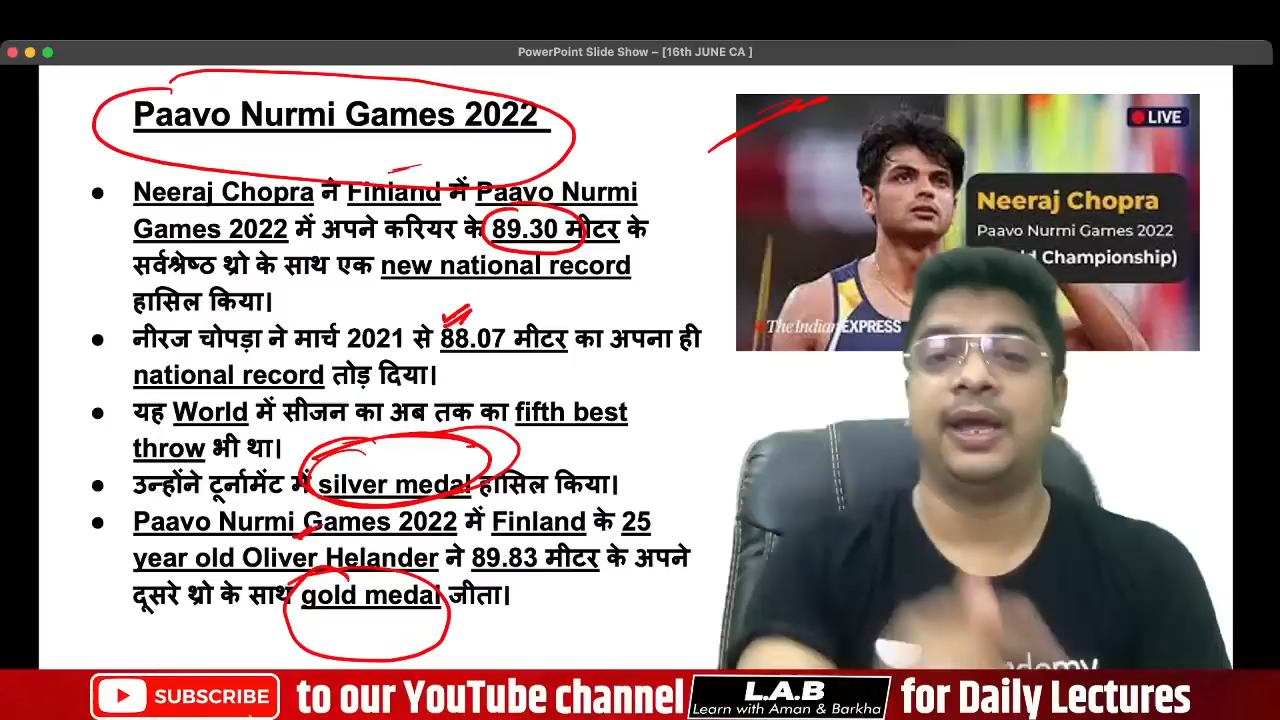 PowerPoint Slide Show – [16th JUNE CA ]
Paavo Nurmi Games 2022
● Neeraj Chopra ने Finland में Paavo Nurmi
Games 2022 में अपने करियर के 89.30 मीटर के
सर्वश्रेष्ठ थ्रो के साथ एक new national record
हासिल किया।
● नीरज चोपड़ा ने मार्च 2021 से 88.07 मीटर का अपना ही
national record तोड़ दिया।
● यह World में सीजन का अब तक का fifth best
throw भी था।
● उन्होंने टूर्नामेंट में silver medal हासिल किया।
● Paavo Nurmi Games 2022 में Finland के 25
year old Oliver Helander ने 89.83 मीटर के अपने
दूसरे थ्रो के साथ gold medal जीता।
LIVE
Neeraj Chopra
Paavo Nurmi Games 2022
Championship)
The Indian EXPRESS
SUBSCRIBE to our YouTube channel L.A.B for Daily Lectures
Learn with Aman & Barkha